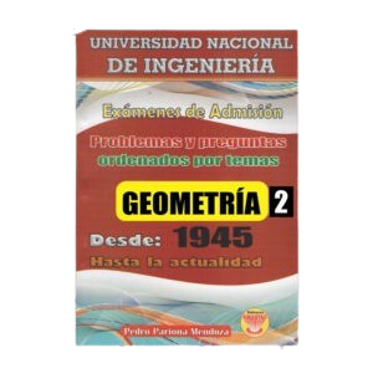 UNIVERSIDAD NACIONAL
DE INGENIERÍA
Exámenes de Admisión
Problemas y preguntas
ordenados por temas
GEOMETRÍA 2
Desde: 1945
Hasta la actualidad
Pedro Pariona Mendoza